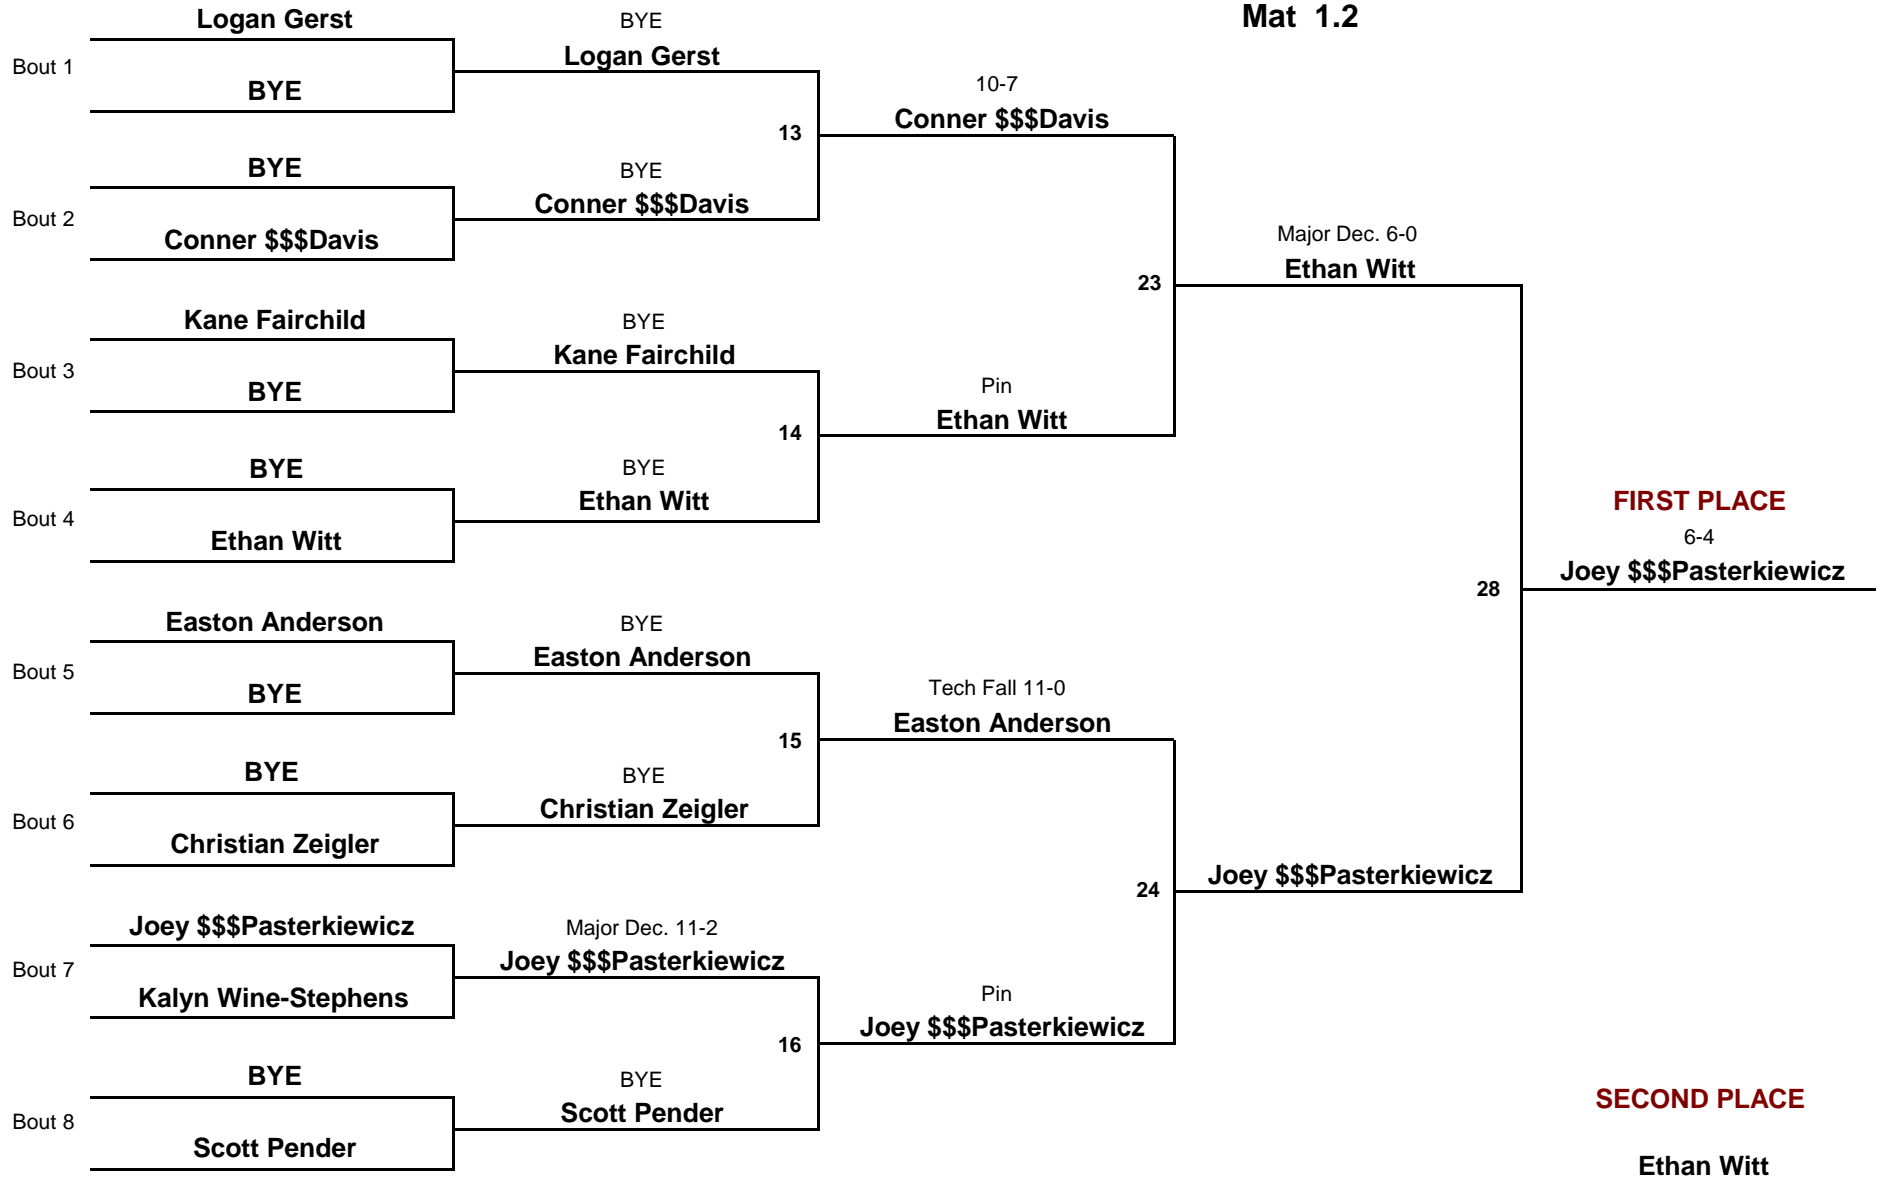 Mat 1.2
Logan Gerst
Bout 1
BYE
BYE
Bout 2
Conner $$$Davis
Kane Fairchild
Bout 3
BYE
BYE
Bout 4
Ethan Witt
Easton Anderson
Bout 5
BYE
BYE
Bout 6
Christian Zeigler
Joey $$$Pasterkiewicz
Bout 7
Kalyn Wine-Stephens
BYE
Bout 8
Scott Pender
BYE
Logan Gerst
13
BYE
Conner $$$Davis
BYE
Kane Fairchild
14
BYE
Ethan Witt
BYE
Easton Anderson
15
BYE
Christian Zeigler
Major Dec. 11-2
Joey $$$Pasterkiewicz
16
BYE
Scott Pender
10-7
Conner $$$Davis
23
Pin
Ethan Witt
Tech Fall 11-0
Easton Anderson
24
Pin
Joey $$$Pasterkiewicz
Major Dec. 6-0
Ethan Witt
28
Joey $$$Pasterkiewicz
FIRST PLACE
6-4
Joey $$$Pasterkiewicz
SECOND PLACE
Ethan Witt